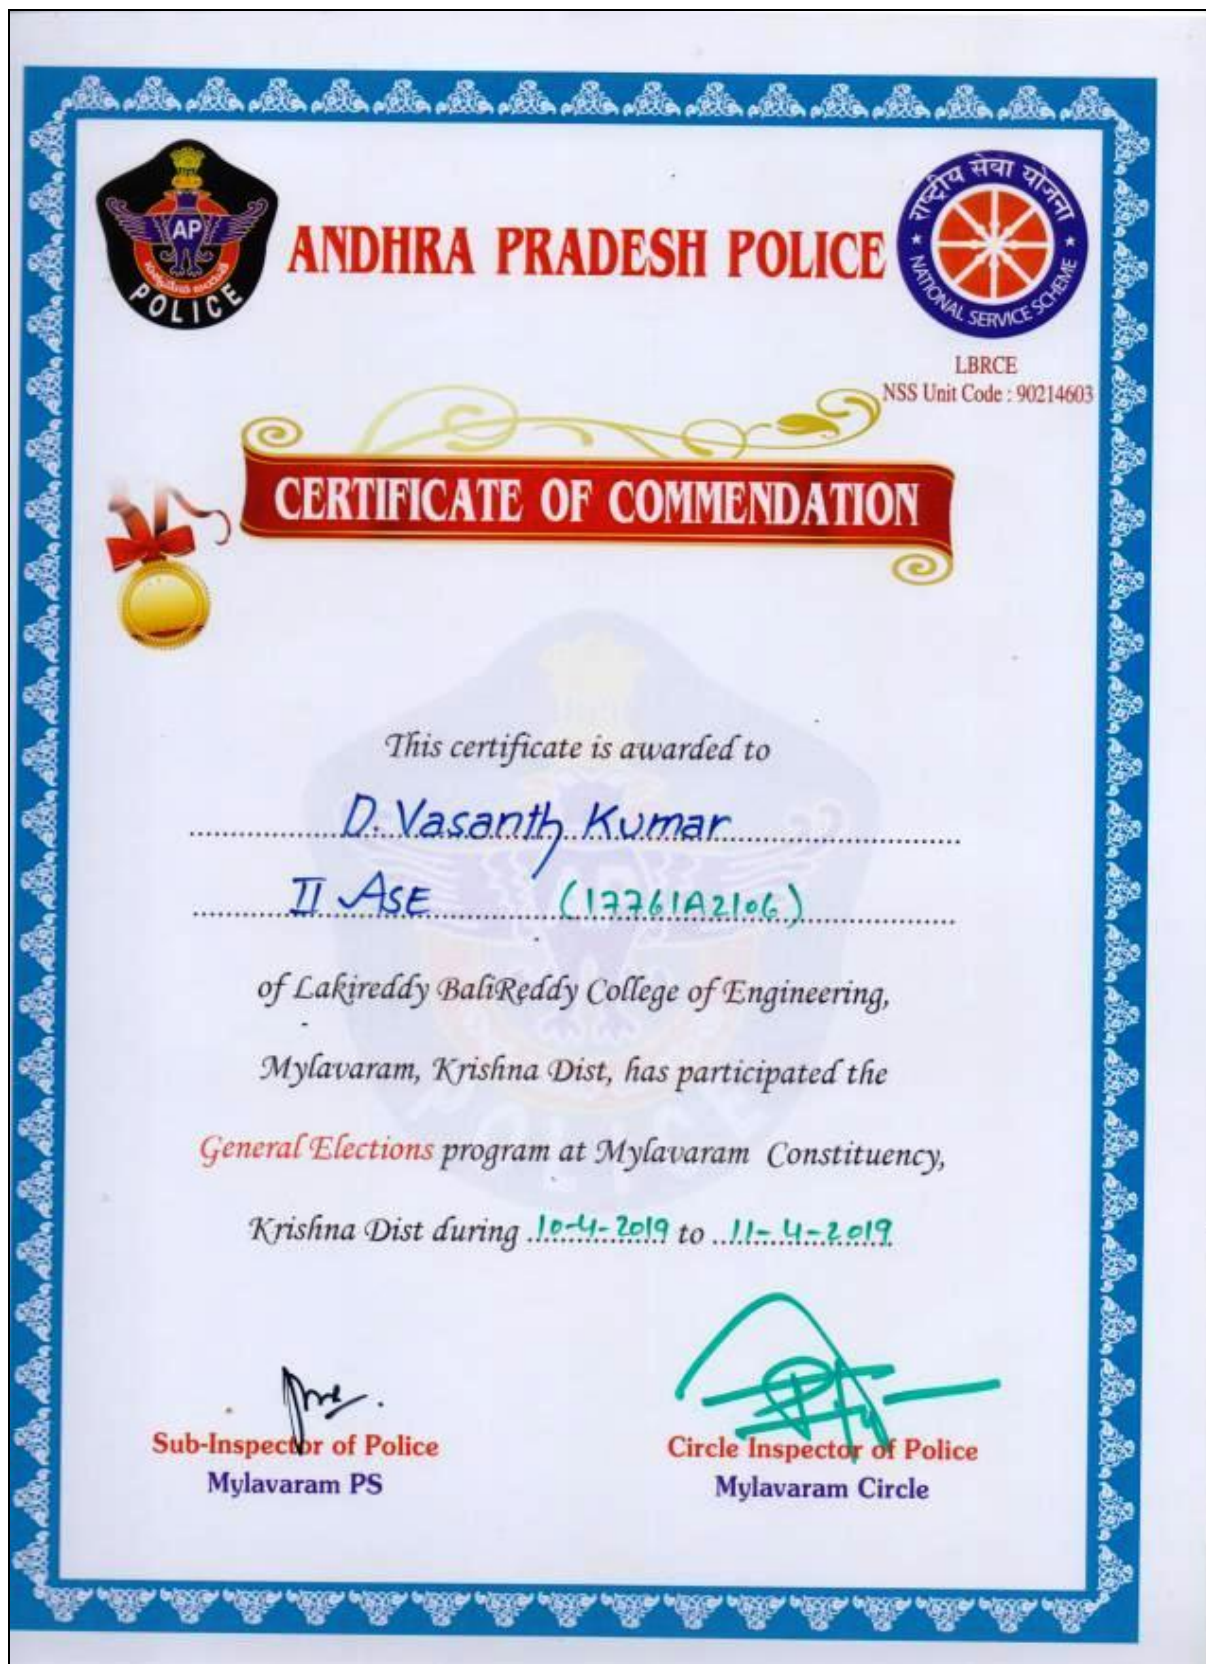 ANDHRA PRADESH POLICE
AP
POLICE
राष्ट्रीय सेवा योजना
NATIONAL SERVICE SCHEME
LBRCE
NSS Unit Code : 90214603
CERTIFICATE OF COMMENDATION
This certificate is awarded to
D. Vasanth Kumar
II ASE (17761A2106)
of Lakireddy BaliReddy College of Engineering,
Mylavaram, Krishna Dist, has participated the
General Elections program at Mylavaram Constituency,
Krishna Dist during 10-4-2019 to 11-4-2019
Sub-Inspector of Police
Mylavaram PS
Circle Inspector of Police
Mylavaram Circle